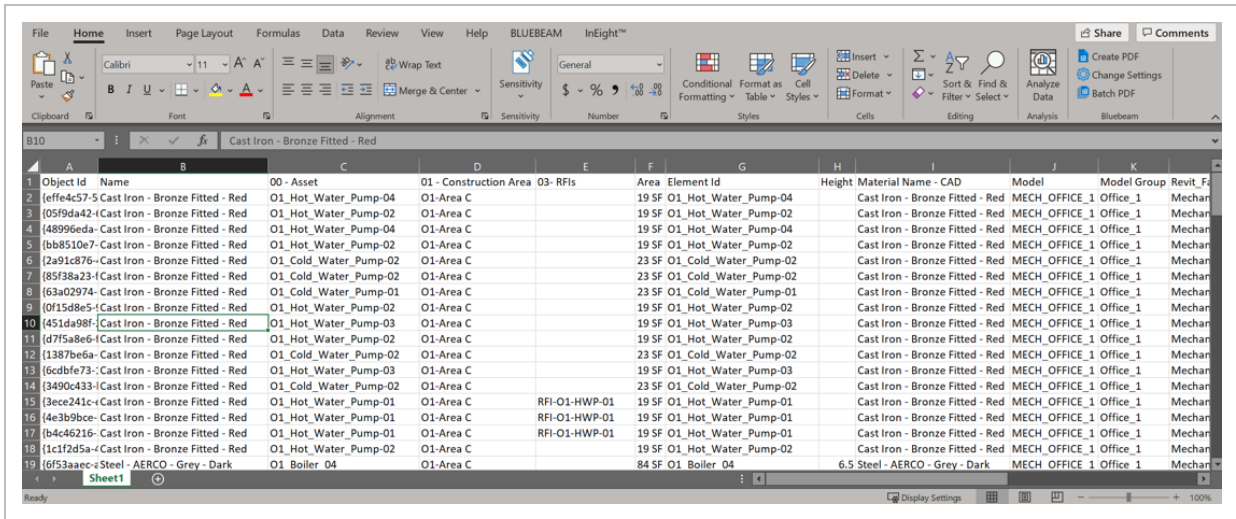 File Home Insert Page Layout Formulas Data Review View Help BLUEBEAM InEight™ Share Comments
Calibri 11 A^ A˅ Wrap Text General Insert Σ Create PDF
Paste B I U A Merge & Center $ % 9 Sensitivity Conditional Formatting Format as Table Cell Styles Delete Format Sort & Filter Find & Select Analyze Data Change Settings Batch PDF
Clipboard Font Alignment Sensitivity Number Styles Cells Editing Analysis Bluebeam
B10 fx Cast Iron - Bronze Fitted - Red
A B C D E F G H I J K
1 Object Id Name 00 - Asset 01 - Construction Area 03- RFIs Area Element Id Height Material Name - CAD Model Model Group Revit_Fa
2 {effe4c57-5 Cast Iron - Bronze Fitted - Red O1_Hot_Water_Pump-04 O1-Area C 19 SF O1_Hot_Water_Pump-04 Cast Iron - Bronze Fitted - Red MECH_OFFICE_1 Office_1 Mechan
3 {05f9da42- Cast Iron - Bronze Fitted - Red O1_Hot_Water_Pump-02 O1-Area C 19 SF O1_Hot_Water_Pump-02 Cast Iron - Bronze Fitted - Red MECH_OFFICE_1 Office_1 Mechan
4 {48996eda- Cast Iron - Bronze Fitted - Red O1_Hot_Water_Pump-04 O1-Area C 19 SF O1_Hot_Water_Pump-04 Cast Iron - Bronze Fitted - Red MECH_OFFICE_1 Office_1 Mechan
5 {bb8510e7- Cast Iron - Bronze Fitted - Red O1_Hot_Water_Pump-02 O1-Area C 19 SF O1_Hot_Water_Pump-02 Cast Iron - Bronze Fitted - Red MECH_OFFICE_1 Office_1 Mechan
6 {2a91c876- Cast Iron - Bronze Fitted - Red O1_Cold_Water_Pump-02 O1-Area C 23 SF O1_Cold_Water_Pump-02 Cast Iron - Bronze Fitted - Red MECH_OFFICE_1 Office_1 Mechan
7 {85f38a23- Cast Iron - Bronze Fitted - Red O1_Cold_Water_Pump-02 O1-Area C 23 SF O1_Cold_Water_Pump-02 Cast Iron - Bronze Fitted - Red MECH_OFFICE_1 Office_1 Mechan
8 {63a02974- Cast Iron - Bronze Fitted - Red O1_Cold_Water_Pump-01 O1-Area C 23 SF O1_Cold_Water_Pump-01 Cast Iron - Bronze Fitted - Red MECH_OFFICE_1 Office_1 Mechan
9 {0f15d8e5- Cast Iron - Bronze Fitted - Red O1_Hot_Water_Pump-02 O1-Area C 19 SF O1_Hot_Water_Pump-02 Cast Iron - Bronze Fitted - Red MECH_OFFICE_1 Office_1 Mechan
10 {451da98f- Cast Iron - Bronze Fitted - Red O1_Hot_Water_Pump-03 O1-Area C 19 SF O1_Hot_Water_Pump-03 Cast Iron - Bronze Fitted - Red MECH_OFFICE_1 Office_1 Mechan
11 {d7f5a8e6- Cast Iron - Bronze Fitted - Red O1_Hot_Water_Pump-02 O1-Area C 19 SF O1_Hot_Water_Pump-02 Cast Iron - Bronze Fitted - Red MECH_OFFICE_1 Office_1 Mechan
12 {1387be6a- Cast Iron - Bronze Fitted - Red O1_Cold_Water_Pump-02 O1-Area C 23 SF O1_Cold_Water_Pump-02 Cast Iron - Bronze Fitted - Red MECH_OFFICE_1 Office_1 Mechan
13 {6cdbfe73- Cast Iron - Bronze Fitted - Red O1_Hot_Water_Pump-03 O1-Area C 19 SF O1_Hot_Water_Pump-03 Cast Iron - Bronze Fitted - Red MECH_OFFICE_1 Office_1 Mechan
14 {3490c433- Cast Iron - Bronze Fitted - Red O1_Cold_Water_Pump-02 O1-Area C 23 SF O1_Cold_Water_Pump-02 Cast Iron - Bronze Fitted - Red MECH_OFFICE_1 Office_1 Mechan
15 {3ece241c- Cast Iron - Bronze Fitted - Red O1_Hot_Water_Pump-01 O1-Area C RFI-O1-HWP-01 19 SF O1_Hot_Water_Pump-01 Cast Iron - Bronze Fitted - Red MECH_OFFICE_1 Office_1 Mechan
16 {4e3b9bce- Cast Iron - Bronze Fitted - Red O1_Hot_Water_Pump-01 O1-Area C RFI-O1-HWP-01 19 SF O1_Hot_Water_Pump-01 Cast Iron - Bronze Fitted - Red MECH_OFFICE_1 Office_1 Mechan
17 {b4c46216- Cast Iron - Bronze Fitted - Red O1_Hot_Water_Pump-01 O1-Area C RFI-O1-HWP-01 19 SF O1_Hot_Water_Pump-01 Cast Iron - Bronze Fitted - Red MECH_OFFICE_1 Office_1 Mechan
18 {1c1f2d5a- Cast Iron - Bronze Fitted - Red O1_Hot_Water_Pump-01 O1-Area C 19 SF O1_Hot_Water_Pump-01 Cast Iron - Bronze Fitted - Red MECH_OFFICE_1 Office_1 Mechan
19 {6f53aaec- Steel - AERCO - Grey - Dark O1_Boiler_04 O1-Area C 84 SF O1_Boiler_04 6.5 Steel - AERCO - Grey - Dark MECH_OFFICE_1 Office_1 Mechan
Sheet1
Ready Display Settings 100%